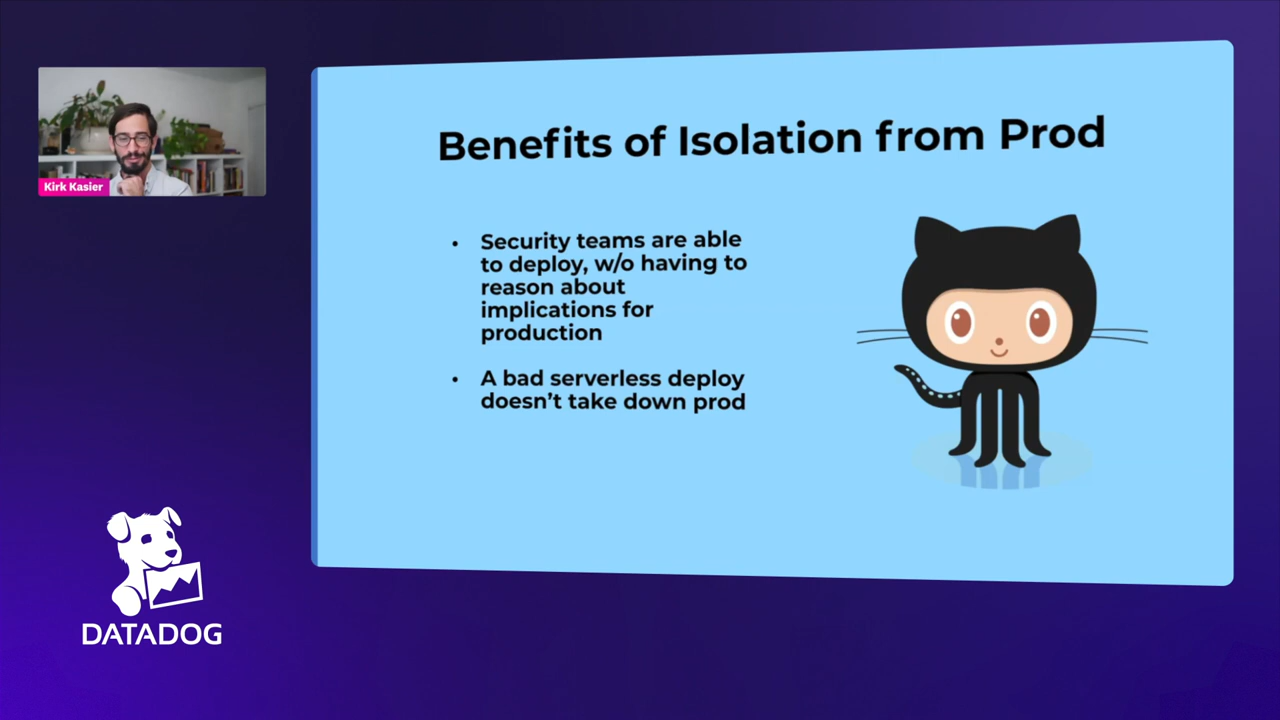 Kirk Kasier
Benefits of Isolation from Prod
• Security teams are able
to deploy, w/o having to
reason about
implications for
production
• A bad serverless deploy
doesn’t take down prod
DATADOG